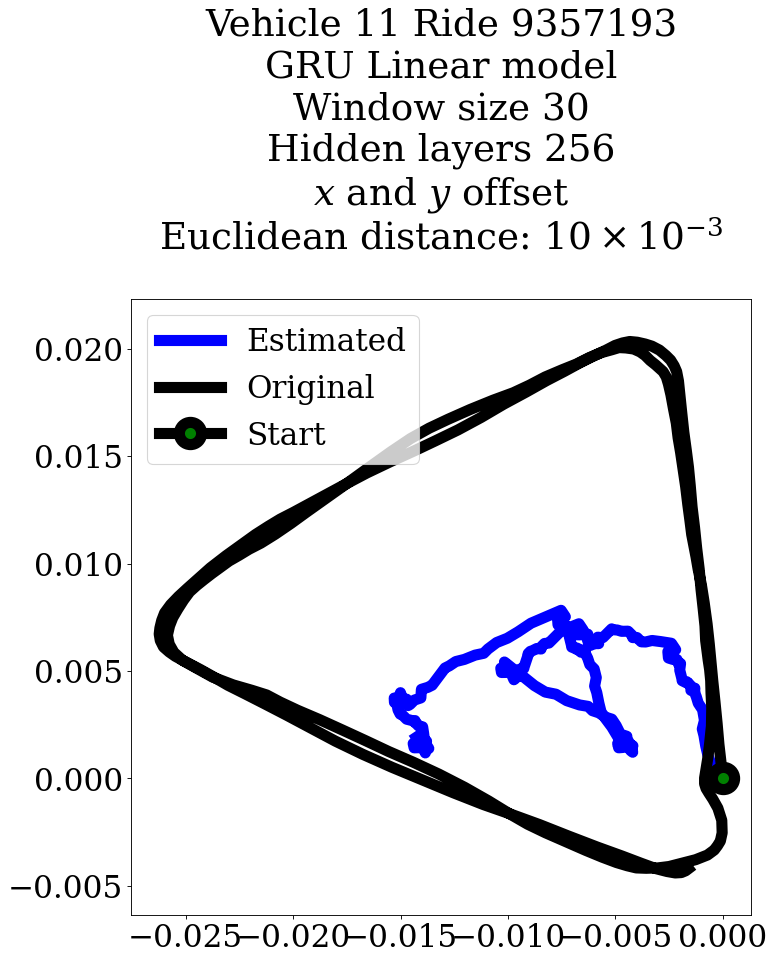 Vehicle 11 Ride 9357193
GRU Linear model
Window size 30
Hidden layers 256
x and y offset
Euclidean distance: 10 × 10⁻³
Estimated
Original
Start
0.020
0.015
0.010
0.005
0.000
−0.005
−0.025 −0.020 −0.015 −0.010 −0.005 0.000